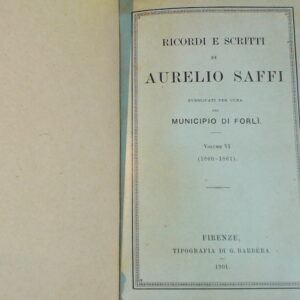 RICORDI E SCRITTI
DI
AURELIO SAFFI
PUBBLICATI PER CURA
DEL
MUNICIPIO DI FORLÌ.
VOLUME VI
(1860-1861).
FIRENZE,
TIPOGRAFIA DI G. BARBÈRA.
1901.